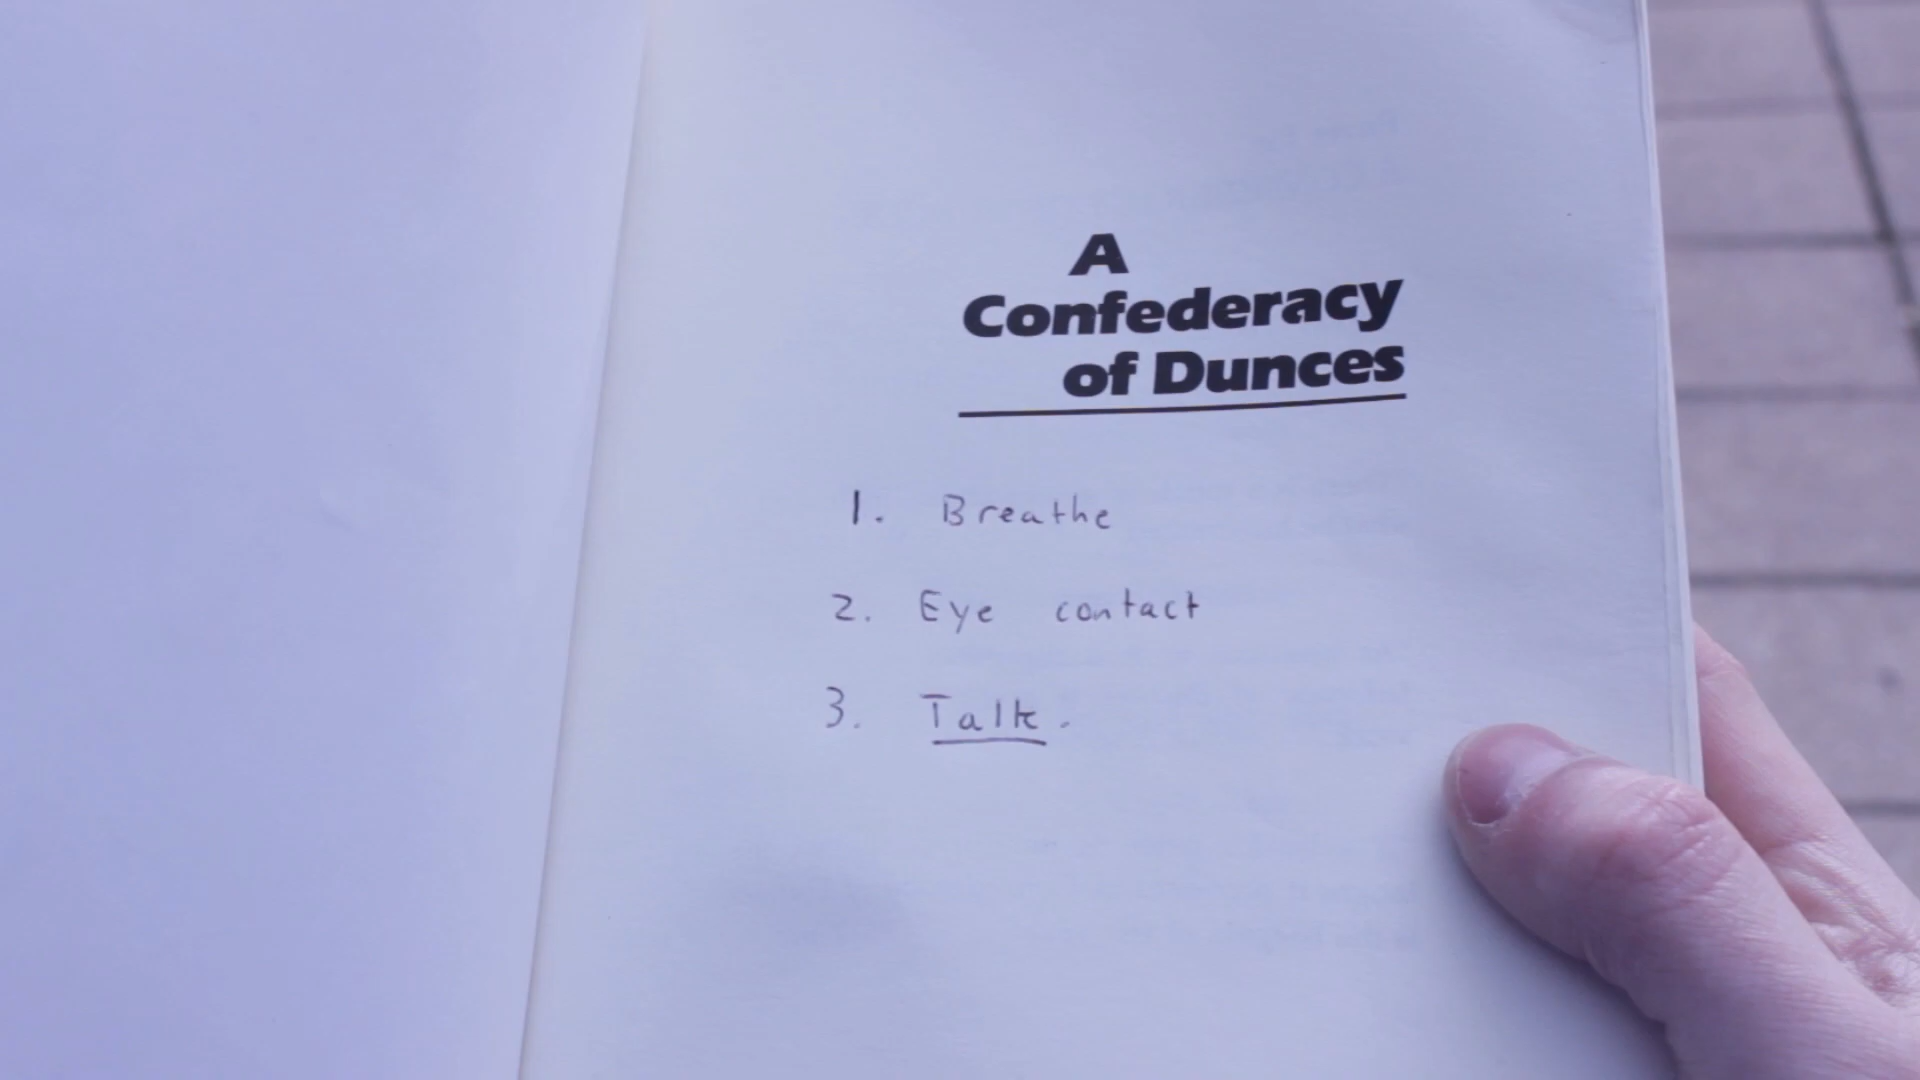 A
Confederacy
of Dunces
1. Breathe
2. Eye contact
3. Talk.